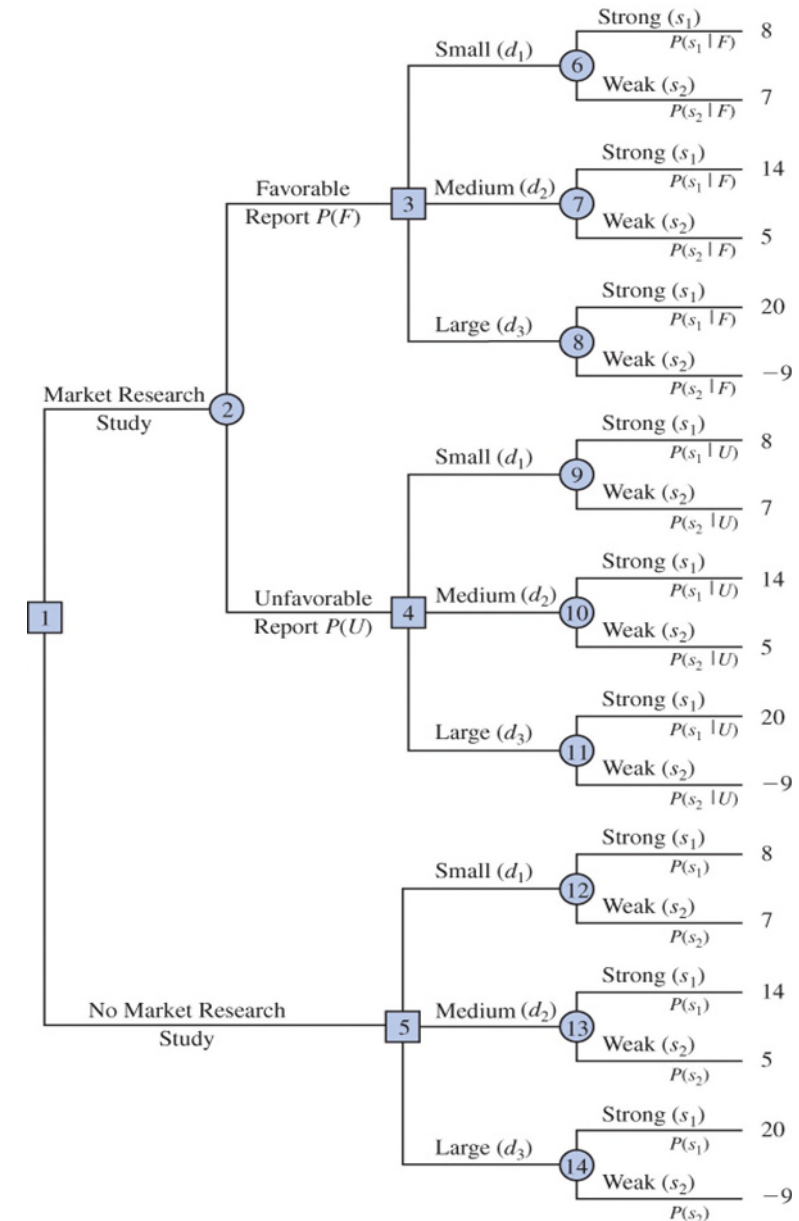 Strong (s1) 8
P(s1 | F)
Small (d1) 6
Weak (s2)
7
P(s2 | F)
Strong (s1) 14
P(s1 | F)
Favorable Medium (d2)
3 7
Report P(F) Weak (s2)
5
P(s2 | F)
Strong (s1) 20
P(s1 | F)
Large (d3) 8
Weak (s2)
−9
P(s2 | F)
Market Research 2
Study
Strong (s1) 8
P(s1 | U)
Small (d1) 9
Weak (s2)
7
P(s2 | U)
Strong (s1) 14
P(s1 | U)
Unfavorable Medium (d2)
4 10
Report P(U) Weak (s2)
5
P(s2 | U)
1
Strong (s1) 20
P(s1 | U)
Large (d3) 11
Weak (s2)
−9
P(s2 | U)
Strong (s1) 8
P(s1)
Small (d1) 12
Weak (s2)
7
P(s2)
Strong (s1) 14
P(s1)
No Market Research Medium (d2)
5 13
Study Weak (s2)
5
P(s2)
Strong (s1) 20
P(s1)
Large (d3) 14
Weak (s2)
−9
P(s2)